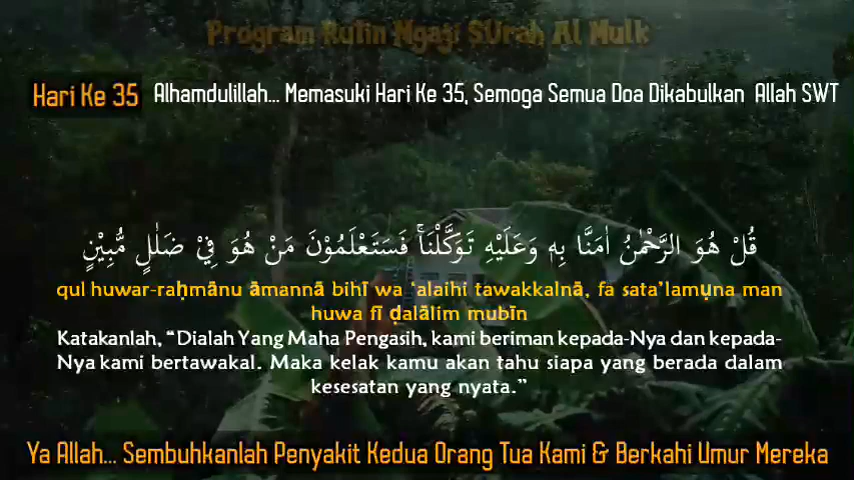 Program Rutin Ngaji SUrah Al Mulk
Hari Ke 35
Alhamdulillah... Memasuki Hari Ke 35, Semoga Semua Doa Dikabulkan Allah SWT
قُلْ هُوَ الرَّحْمٰنُ اٰمَنَّا بِهٖ وَعَلَيْهِ تَوَكَّلْنَاۚ فَسَتَعْلَمُوْنَ مَنْ هُوَ فِيْ ضَلٰلٍ مُّبِيْنٍ
qul huwar-raḥmānu āmannā bihī wa ‘alaihi tawakkalnā, fa sata’lamụna man
huwa fī ḍalālim mubīn
Katakanlah, “Dialah Yang Maha Pengasih, kami beriman kepada-Nya dan kepada-
Nya kami bertawakal. Maka kelak kamu akan tahu siapa yang berada dalam
kesesatan yang nyata.”
Ya Allah... Sembuhkanlah Penyakit Kedua Orang Tua Kami & Berkahi Umur Mereka